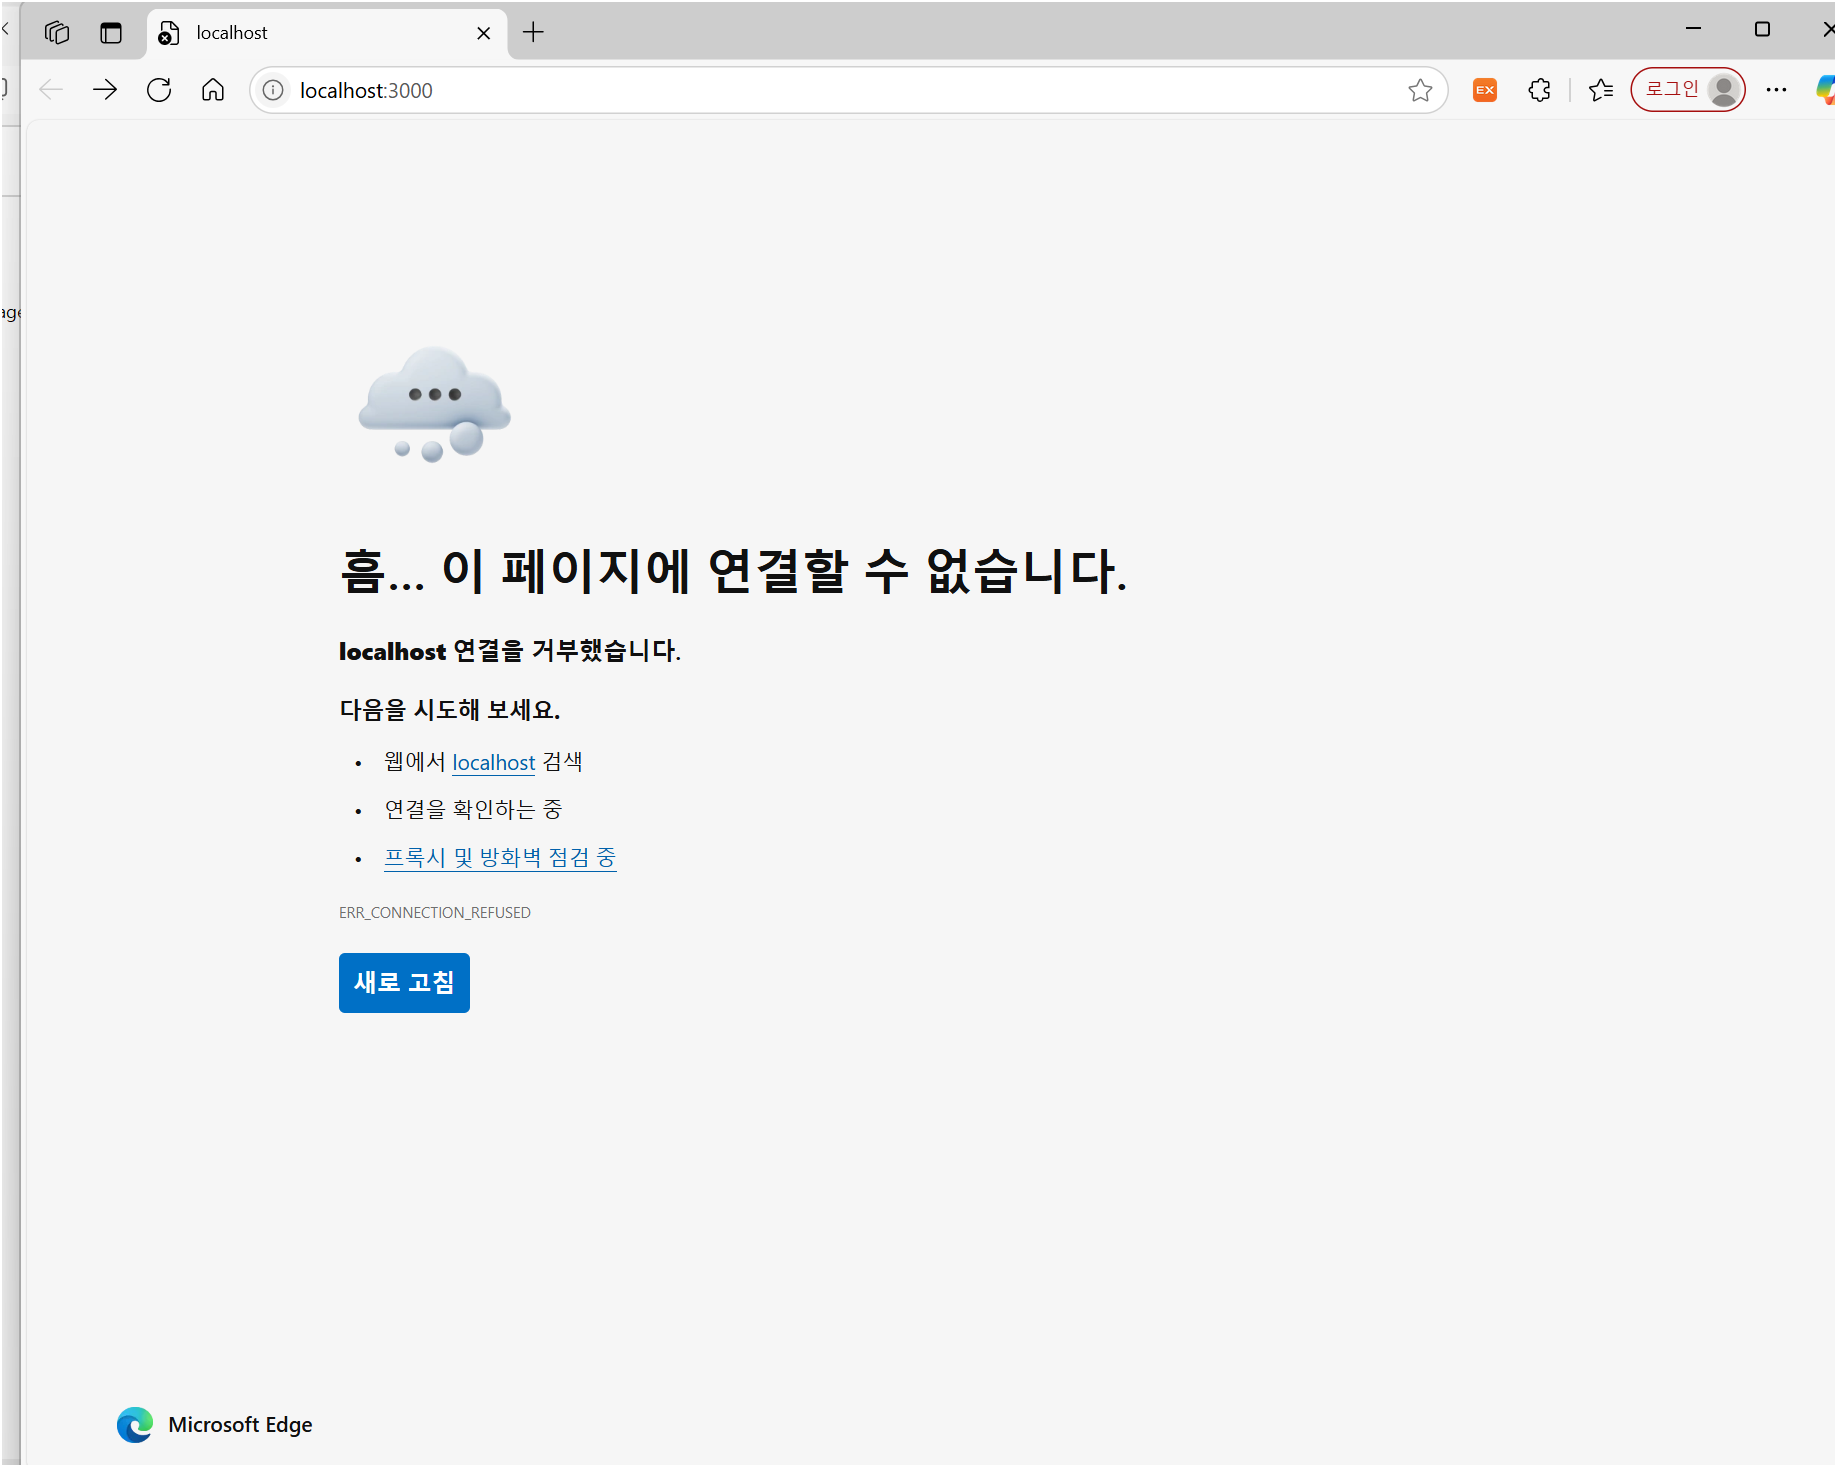 localhost
localhost:3000
EX
로그인
흠... 이 페이지에 연결할 수 없습니다.
localhost 연결을 거부했습니다.
다음을 시도해 보세요.
• 웹에서 localhost 검색
• 연결을 확인하는 중
• 프록시 및 방화벽 점검 중
ERR_CONNECTION_REFUSED
새로 고침
Microsoft Edge